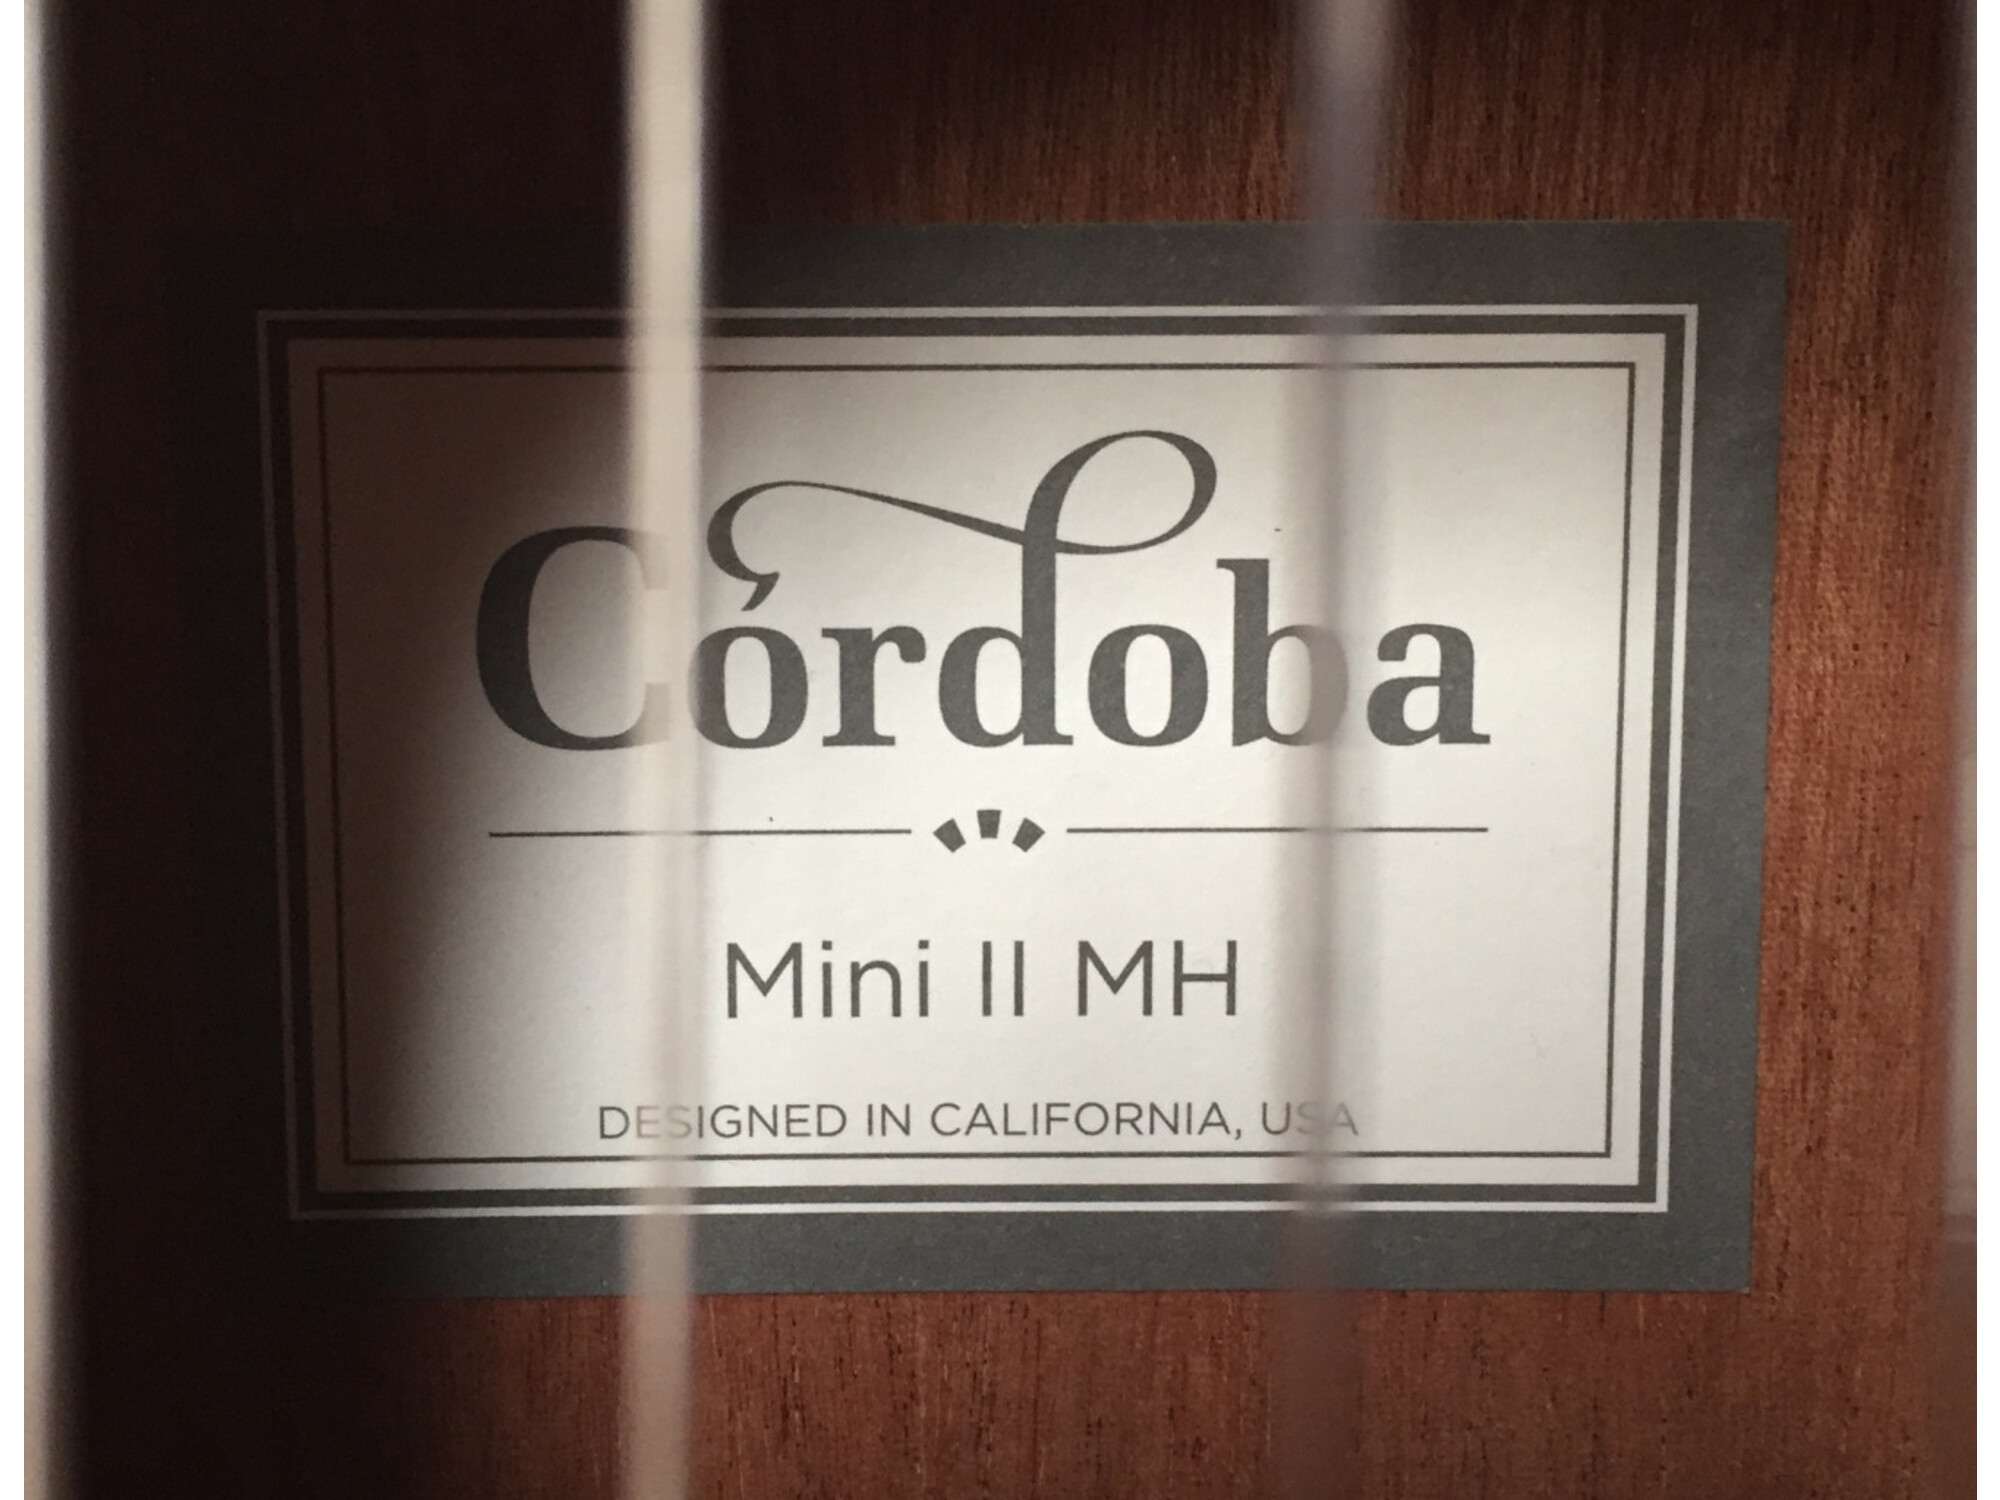 Córdoba
Mini II MH
DESIGNED IN CALIFORNIA, USA